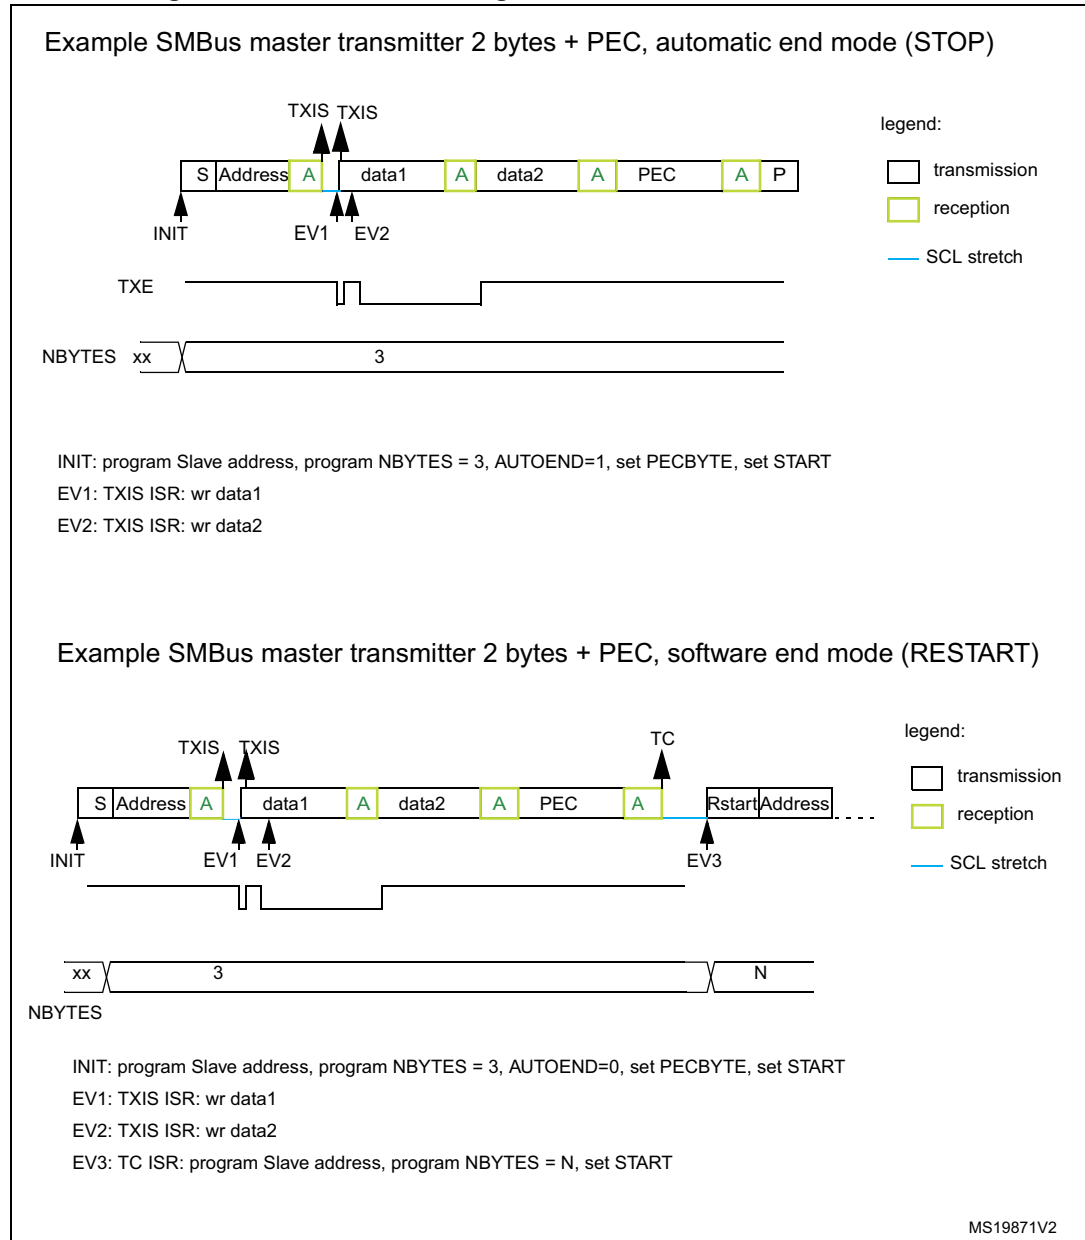 Example SMBus master transmitter 2 bytes + PEC, automatic end mode (STOP)
TXIS TXIS
legend:
S Address A data1 A data2 A PEC A P
transmission
reception
INIT EV1 EV2
SCL stretch
TXE
NBYTES xx 3
INIT: program Slave address, program NBYTES = 3, AUTOEND=1, set PECBYTE, set START
EV1: TXIS ISR: wr data1
EV2: TXIS ISR: wr data2
Example SMBus master transmitter 2 bytes + PEC, software end mode (RESTART)
TXIS TXIS TC
legend:
S Address A data1 A data2 A PEC A Rstart Address
transmission
reception
INIT EV1 EV2 EV3
SCL stretch
xx 3 N
NBYTES
INIT: program Slave address, program NBYTES = 3, AUTOEND=0, set PECBYTE, set START
EV1: TXIS ISR: wr data1
EV2: TXIS ISR: wr data2
EV3: TC ISR: program Slave address, program NBYTES = N, set START
MS19871V2